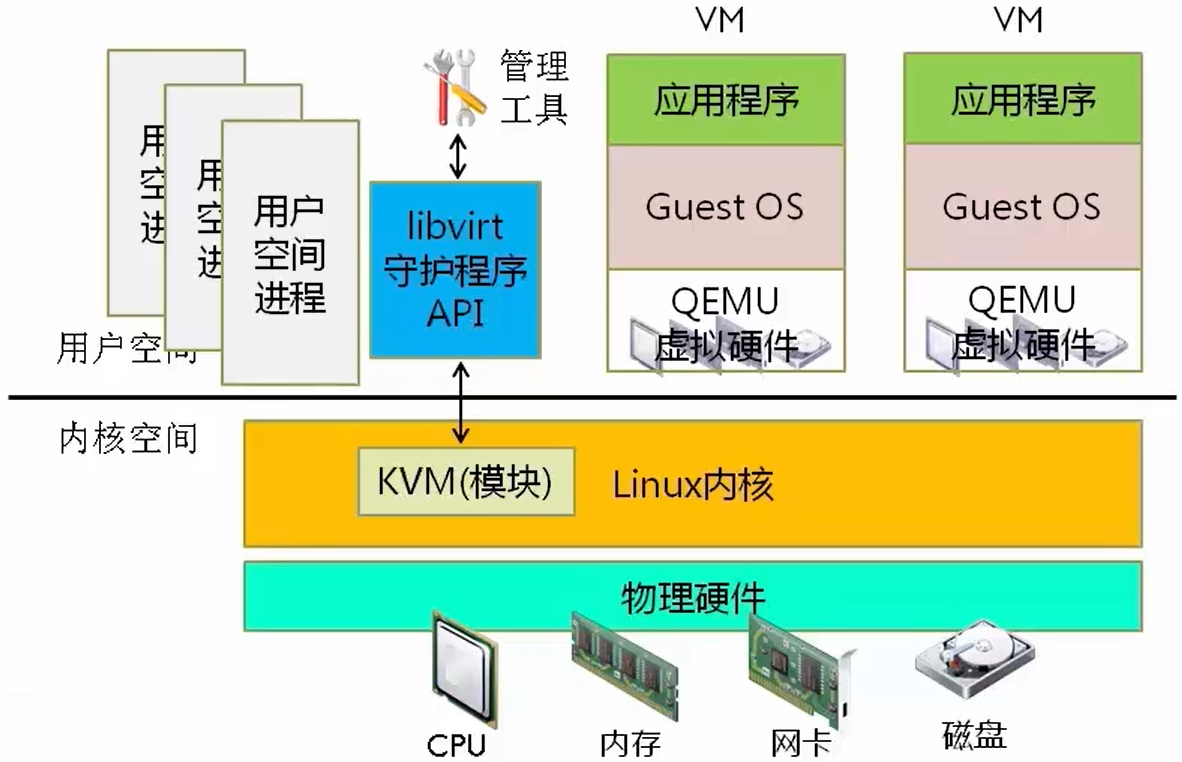 VM
VM
管理
工具
应用程序
应用程序
用
空
进
用
空
进
用户
空间
进程
libvirt
守护程序
API
Guest OS
Guest OS
QEMU
虚拟硬件
QEMU
虚拟硬件
用户空间
内核空间
KVM(模块)
Linux内核
物理硬件
CPU
内存
网卡
磁盘